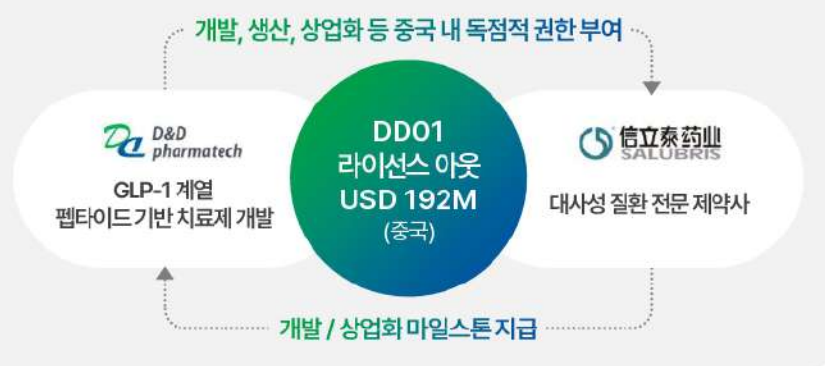 개발, 생산, 상업화 등 중국 내 독점적 권한 부여
D&D
pharmatech
GLP-1 계열
펩타이드 기반 치료제 개발
DD01
라이선스 아웃
USD 192M
(중국)
信立泰药业
SALUBRIS
대사성 질환 전문 제약사
개발 / 상업화 마일스톤 지급